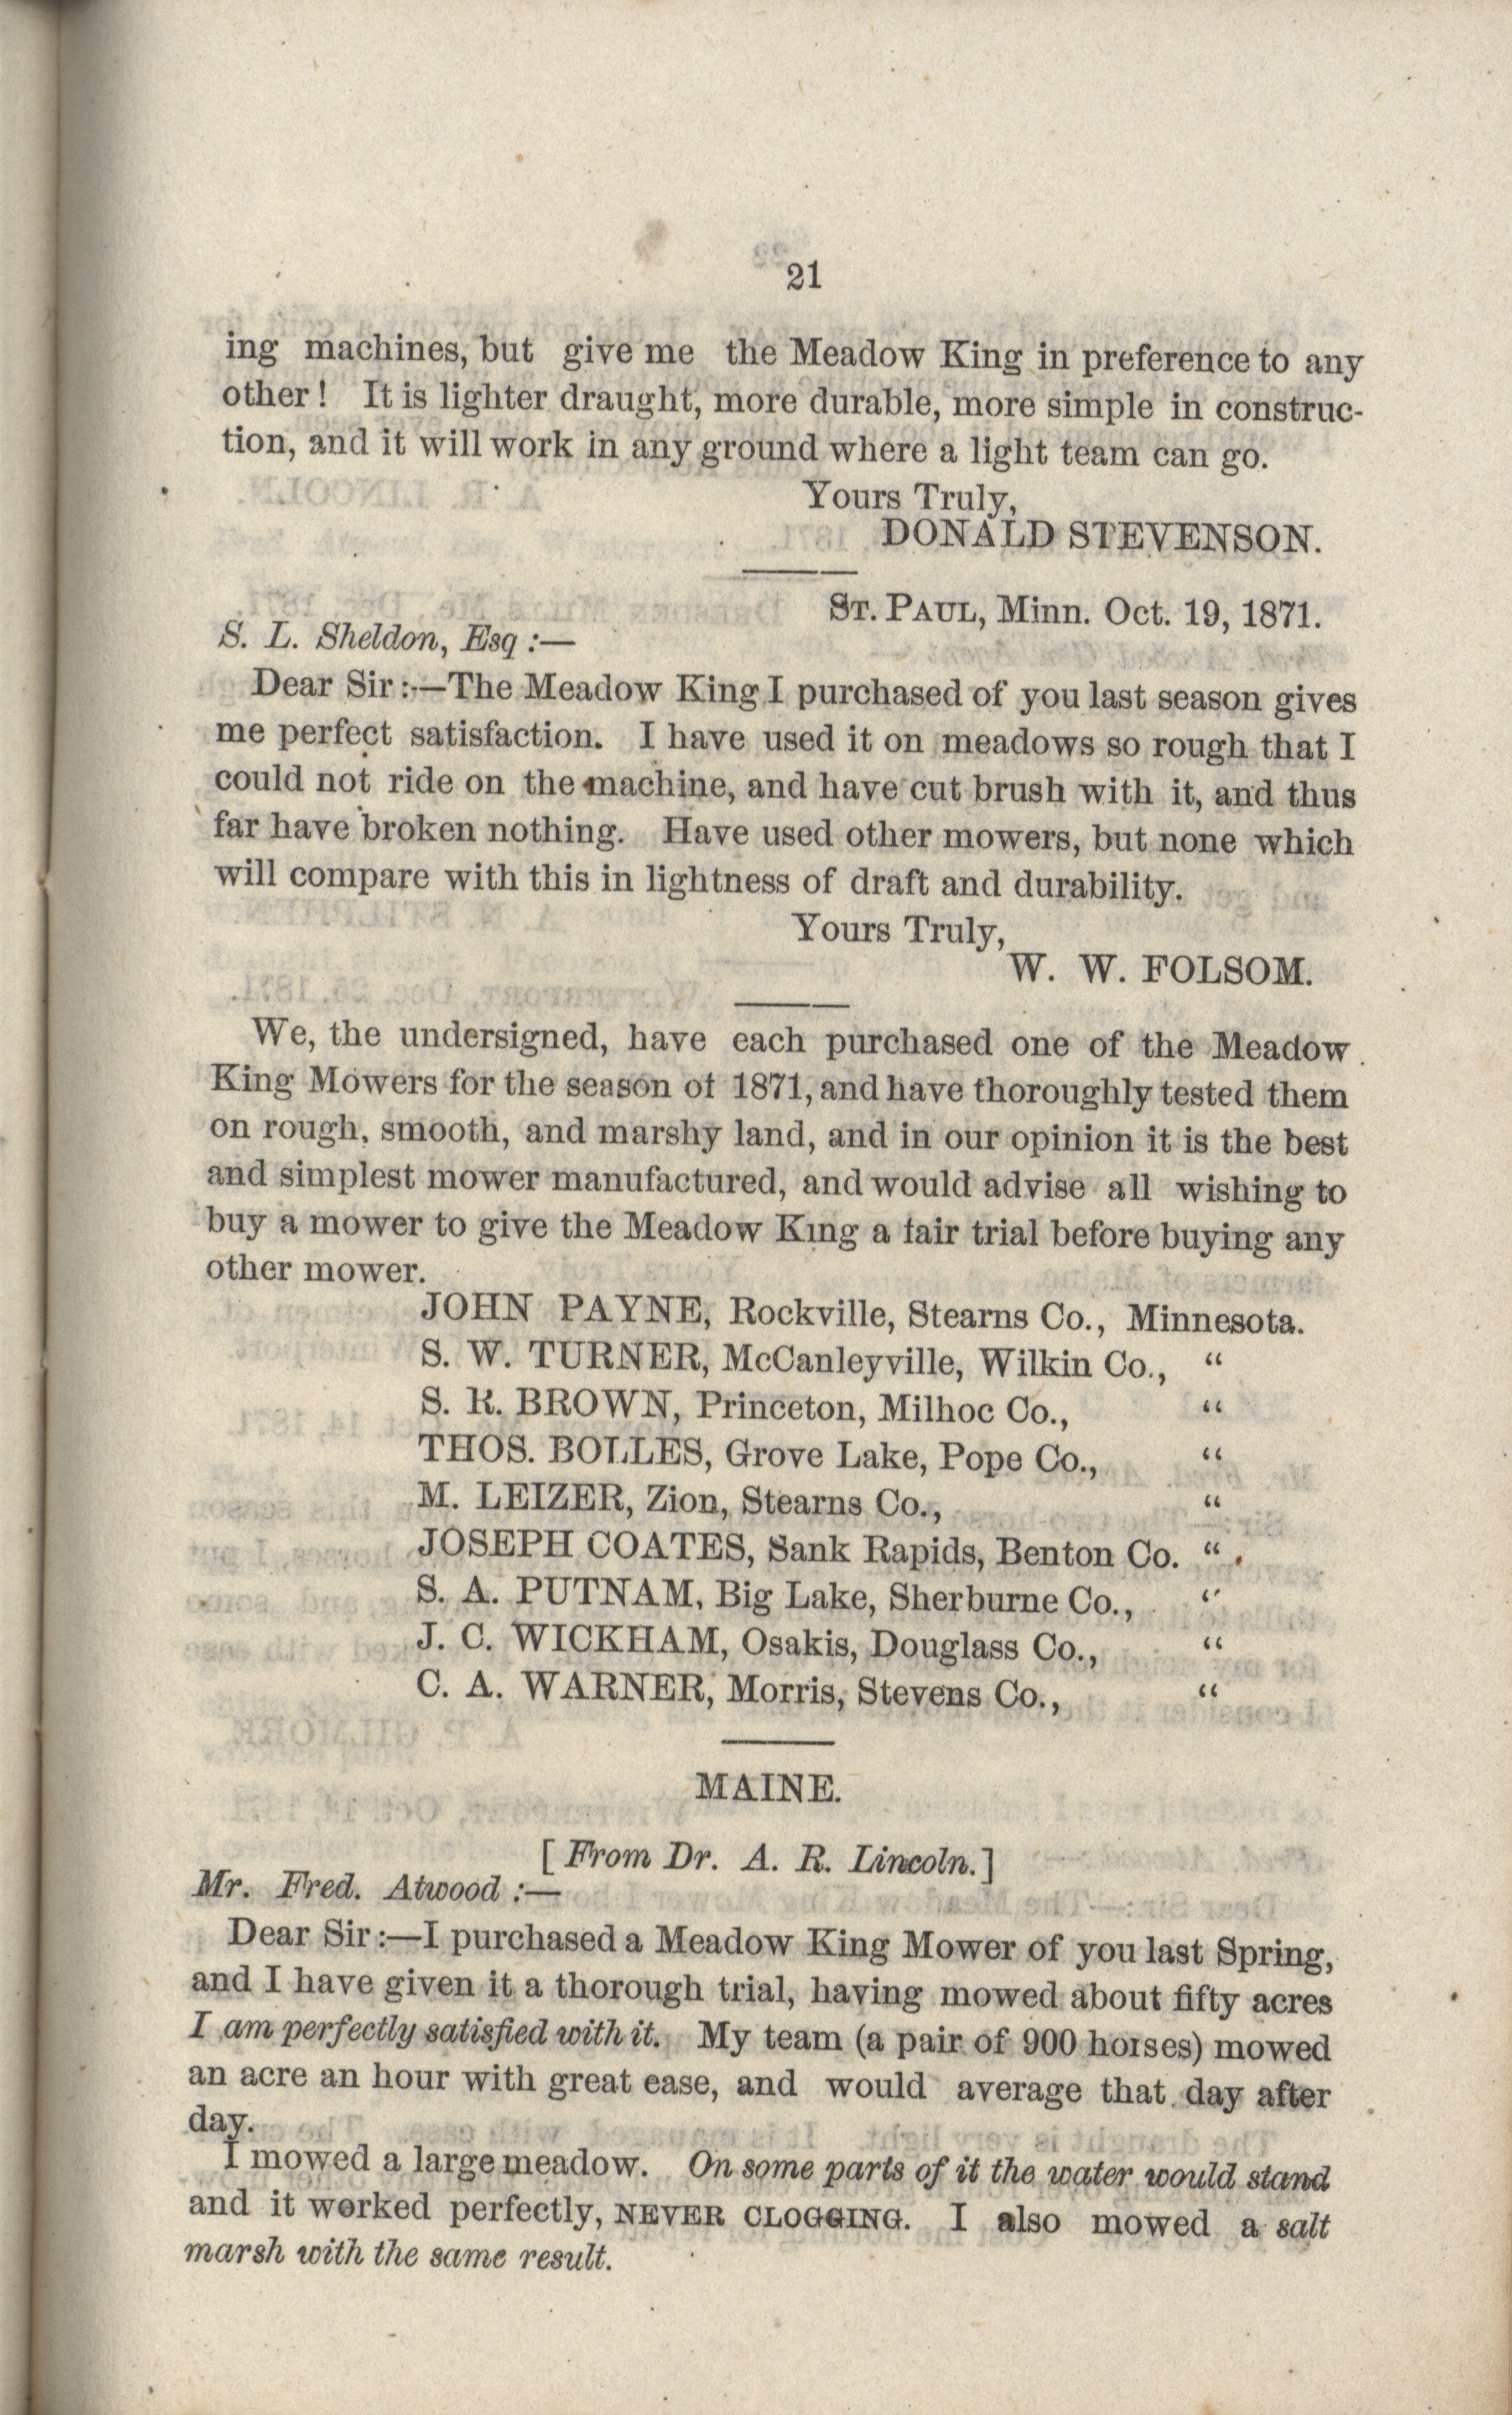 21
ing machines, but give me the Meadow King in preference to any
other! It is lighter draught, more durable, more simple in construc-
tion, and it will work in any ground where a light team can go.
Yours Truly,
DONALD STEVENSON.
ST. PAUL, Minn. Oct. 19, 1871.
S. L. Sheldon, Esq:—
Dear Sir:-—The Meadow King I purchased of you last season gives
me perfect satisfaction. I have used it on meadows so rough that I
could not ride on the machine, and have cut brush with it, and thus
far have broken nothing. Have used other mowers, but none which
will compare with this in lightness of draft and durability.
Yours Truly,
W. W. FOLSOM.
We, the undersigned, have each purchased one of the Meadow
King Mowers for the season of 1871, and have thoroughly tested them
on rough, smooth, and marshy land, and in our opinion it is the best
and simplest mower manufactured, and would advise all wishing to
buy a mower to give the Meadow King a fair trial before buying any
other mower.
JOHN PAYNE, Rockville, Stearns Co., Minnesota.
S. W. TURNER, McCanleyville, Wilkin Co., “
S. R. BROWN, Princeton, Milhoc Co., “
THOS. BOLLES, Grove Lake, Pope Co., “
M. LEIZER, Zion, Stearns Co., “
JOSEPH COATES, Sank Rapids, Benton Co. “
S. A. PUTNAM, Big Lake, Sherburne Co., “
J. C. WICKHAM, Osakis, Douglass Co., “
C. A. WARNER, Morris, Stevens Co., “
MAINE.
[From Dr. A. R. Lincoln.]
Mr. Fred. Atwood:—
Dear Sir:—I purchased a Meadow King Mower of you last Spring,
and I have given it a thorough trial, having mowed about fifty acres
I am perfectly satisfied with it. My team (a pair of 900 horses) mowed
an acre an hour with great ease, and would average that day after
day.
I mowed a large meadow. On some parts of it the water would stand
and it worked perfectly, NEVER CLOGGING. I also mowed a salt
marsh with the same result.